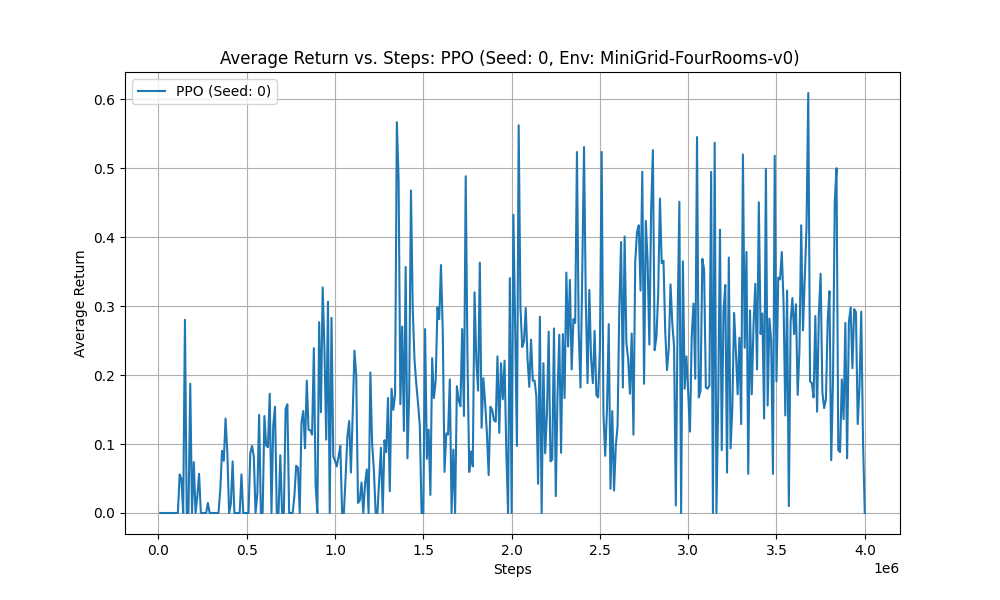 Average Return vs. Steps: PPO (Seed: 0, Env: MiniGrid-FourRooms-v0)
PPO (Seed: 0)
0.6
0.5
0.4
0.3
0.2
0.1
0.0
Average Return
0.0 0.5 1.0 1.5 2.0 2.5 3.0 3.5 4.0
1e6
Steps